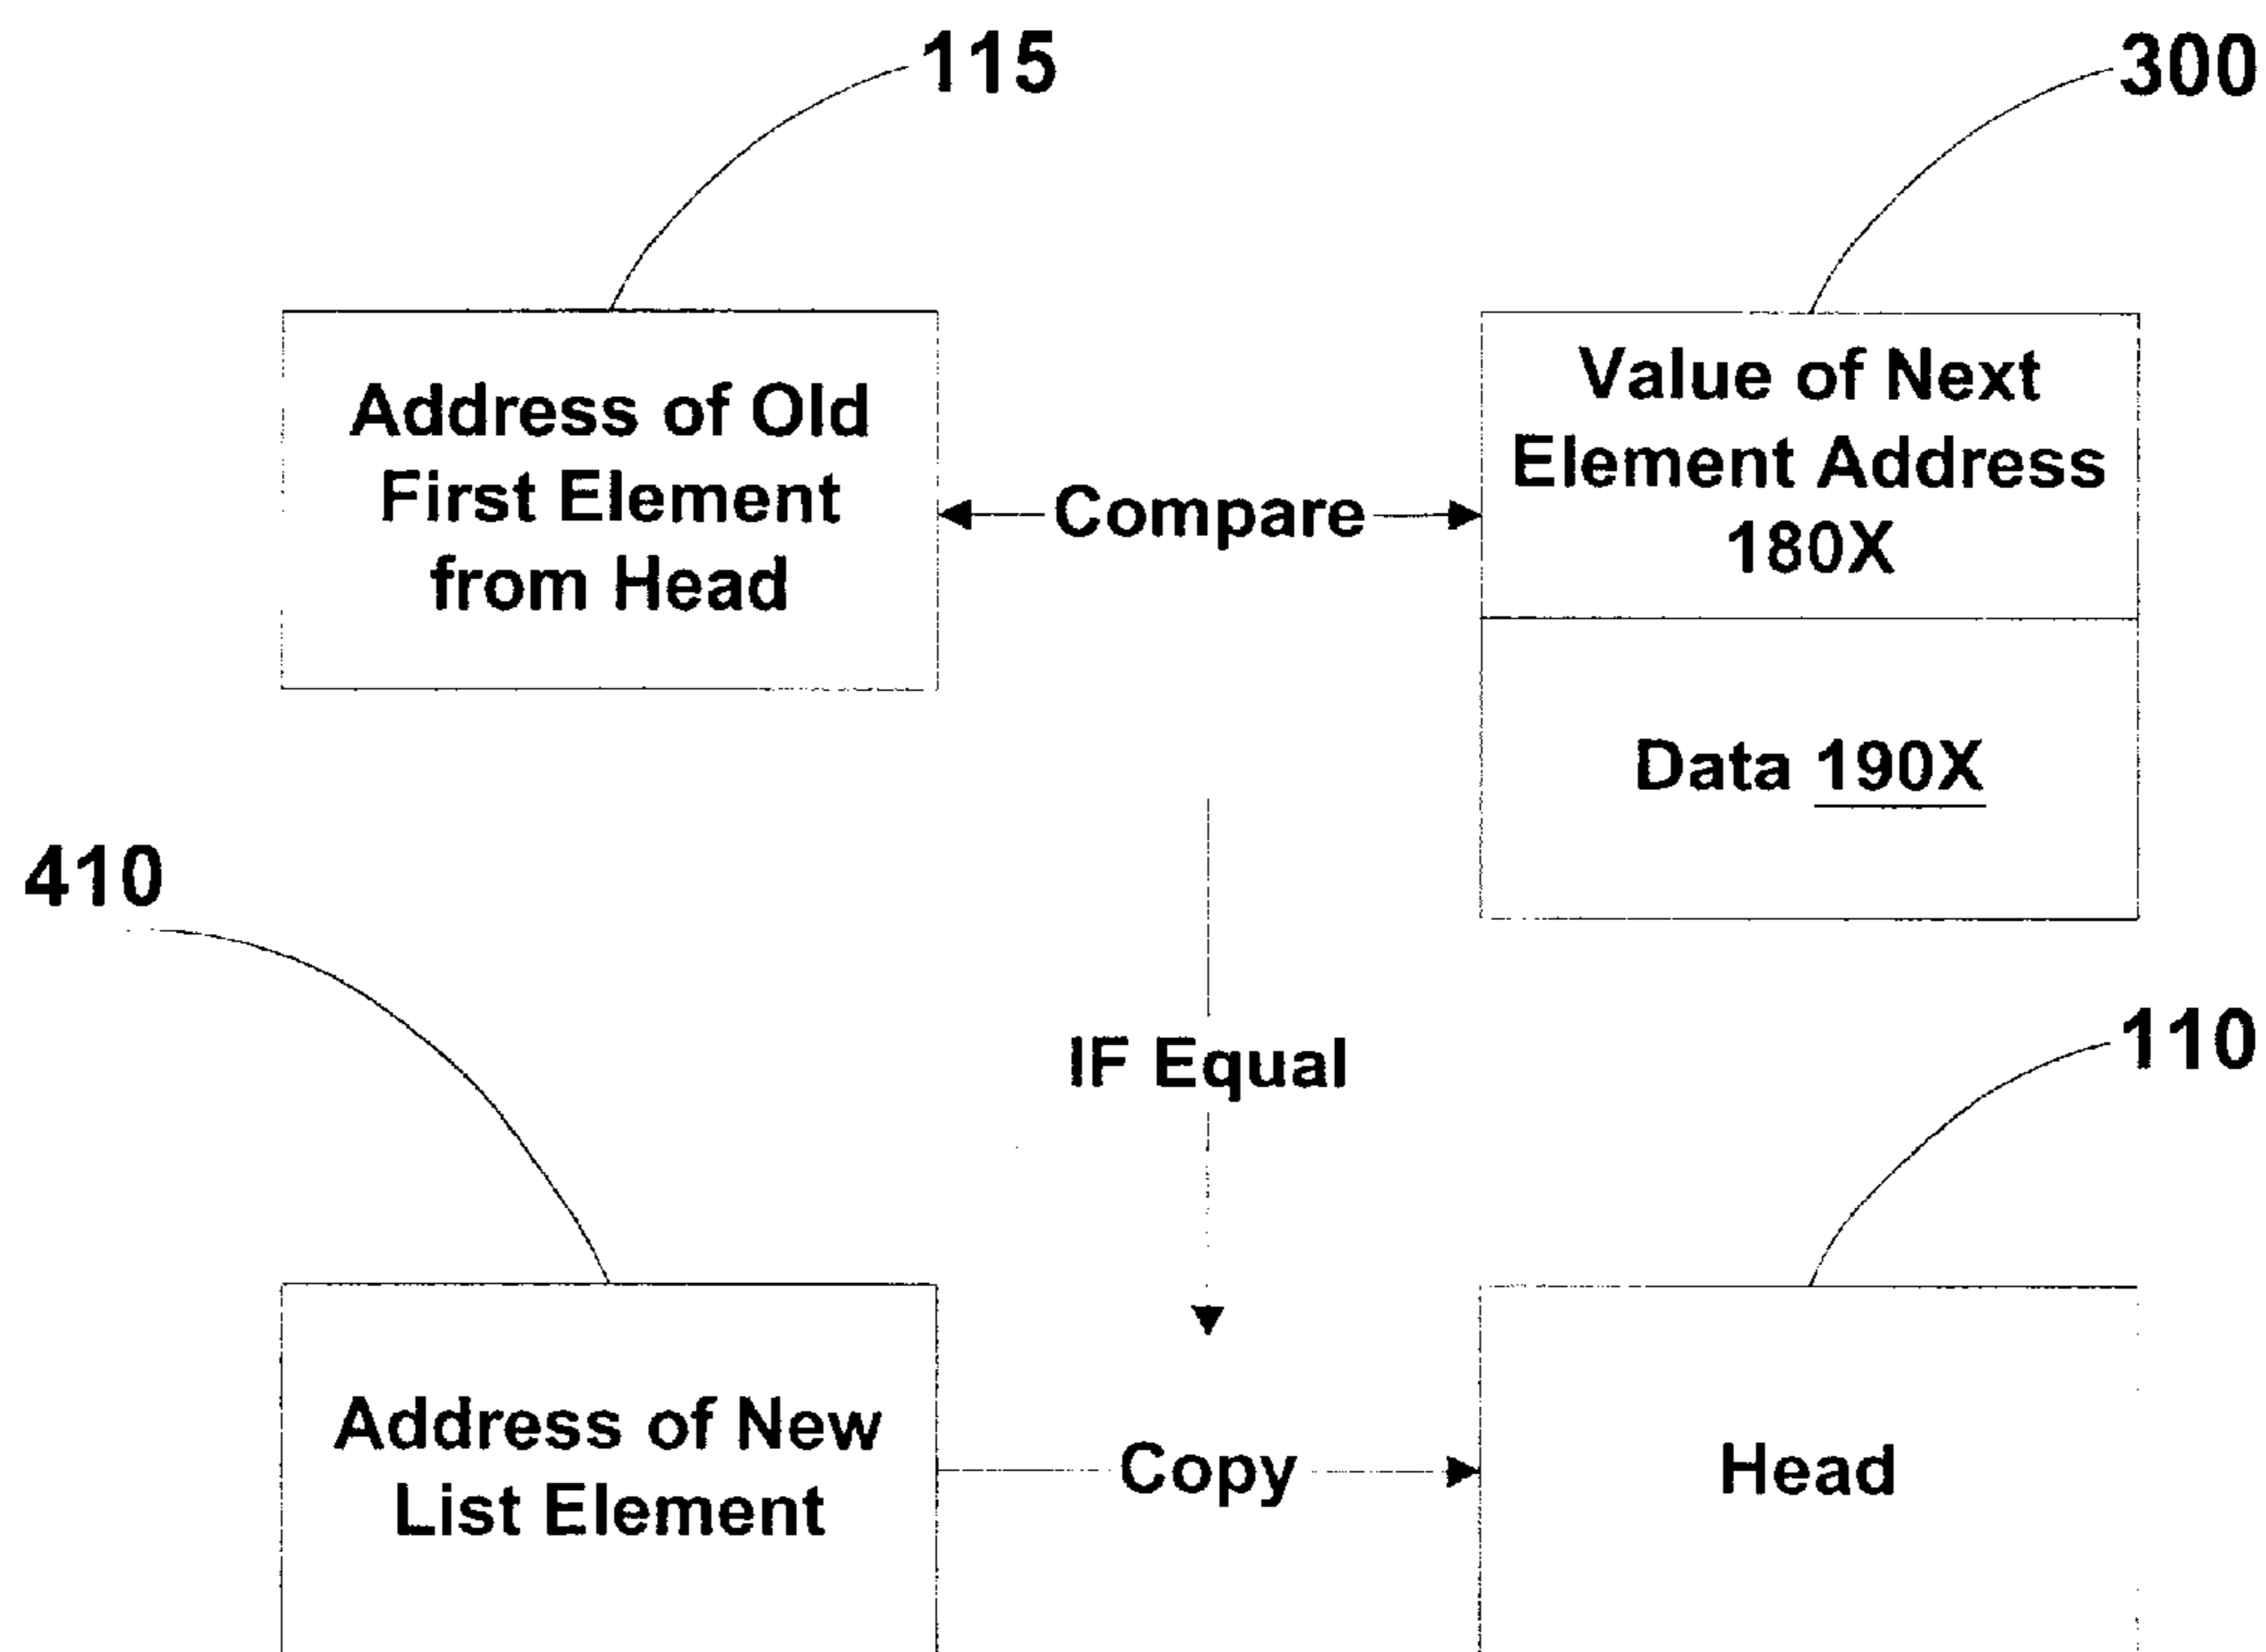 115
300
Address of Old
First Element
from Head
Compare
Value of Next
Element Address
180X
Data 190X
410
IF Equal
110
Address of New
List Element
Copy
Head